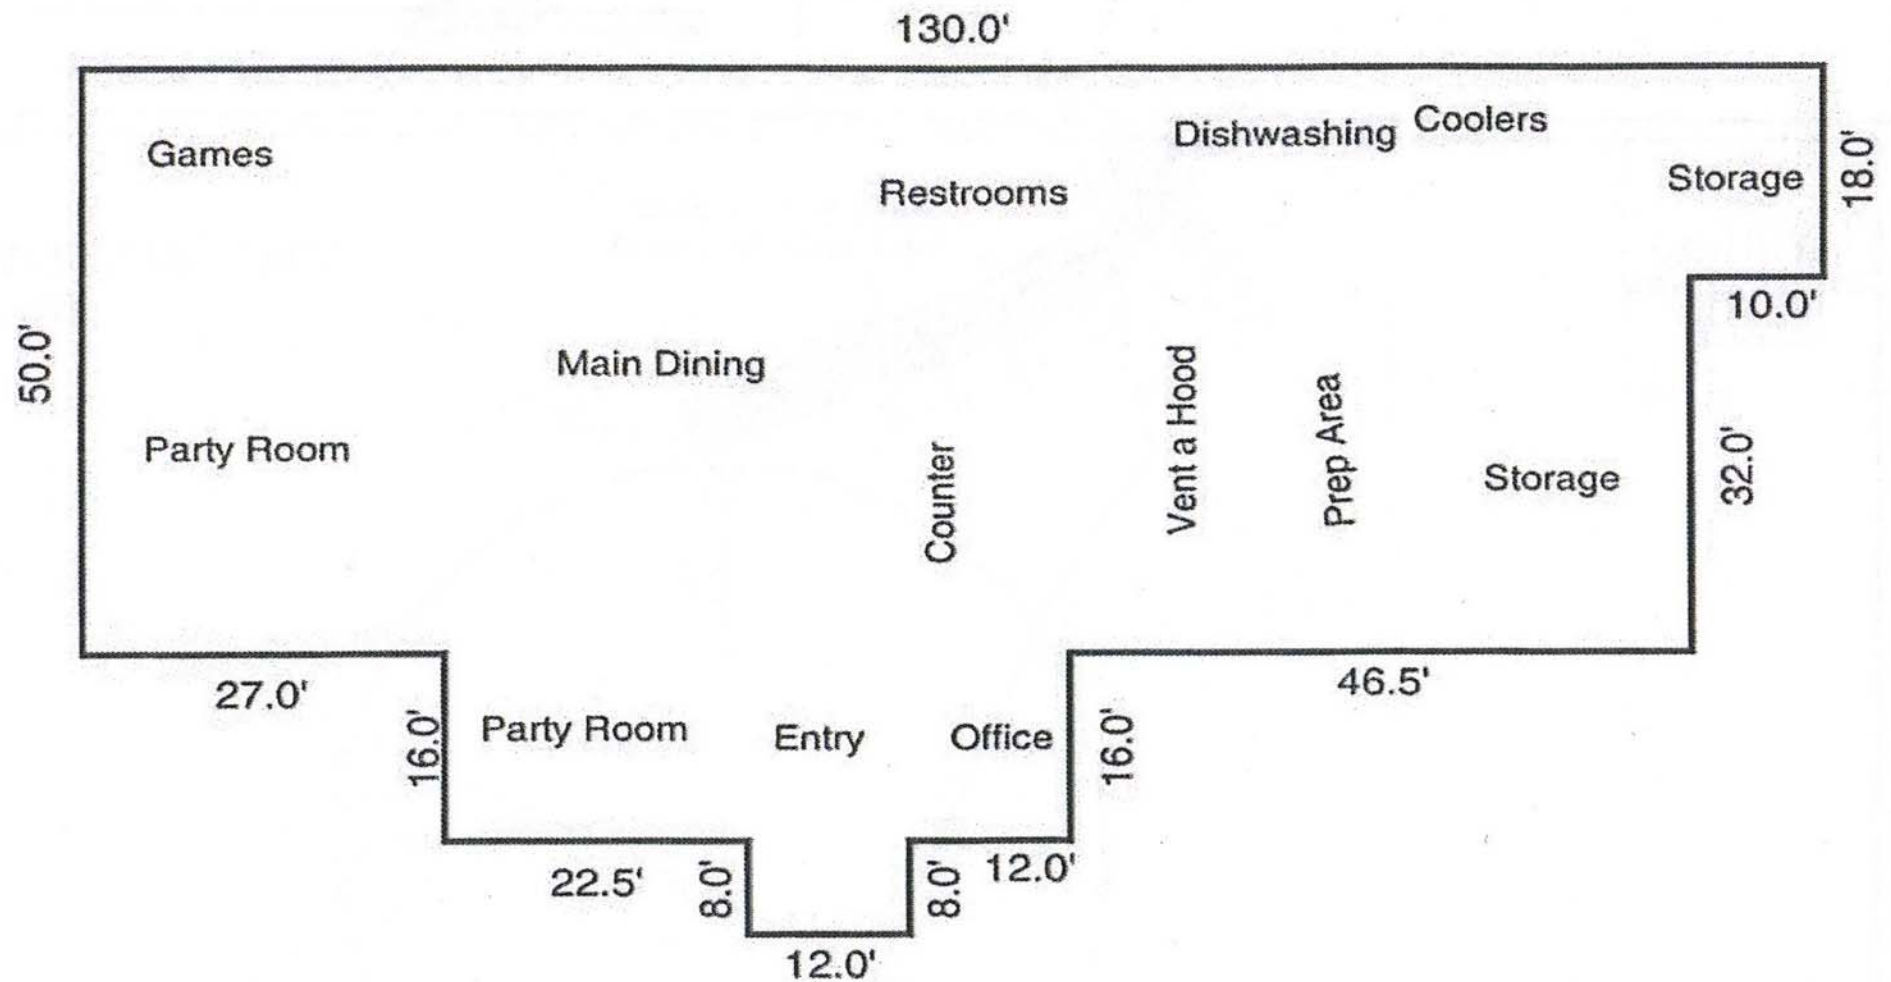 130.0'
Games
Dishwashing
Coolers
Restrooms
Storage
18.0'
10.0'
50.0'
Main Dining
Party Room
Counter
Vent a Hood
Prep Area
Storage
32.0'
27.0'
46.5'
16.0'
Party Room
Entry
Office
16.0'
22.5'
8.0'
8.0'
12.0'
12.0'